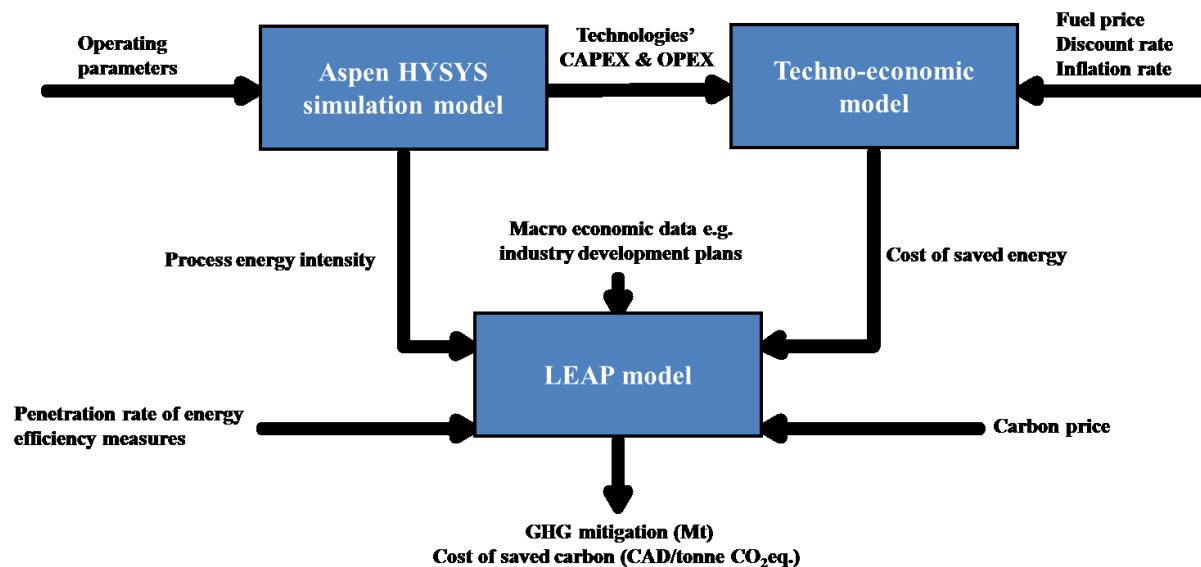 Operating
parameters
Aspen HYSYS
simulation model
Technologies’
CAPEX & OPEX
Techno-economic
model
Fuel price
Discount rate
Inflation rate
Process energy intensity
Macro economic data e.g.
industry development plans
Cost of saved energy
LEAP model
Penetration rate of energy
efficiency measures
Carbon price
GHG mitigation (Mt)
Cost of saved carbon (CAD/tonne CO₂eq.)